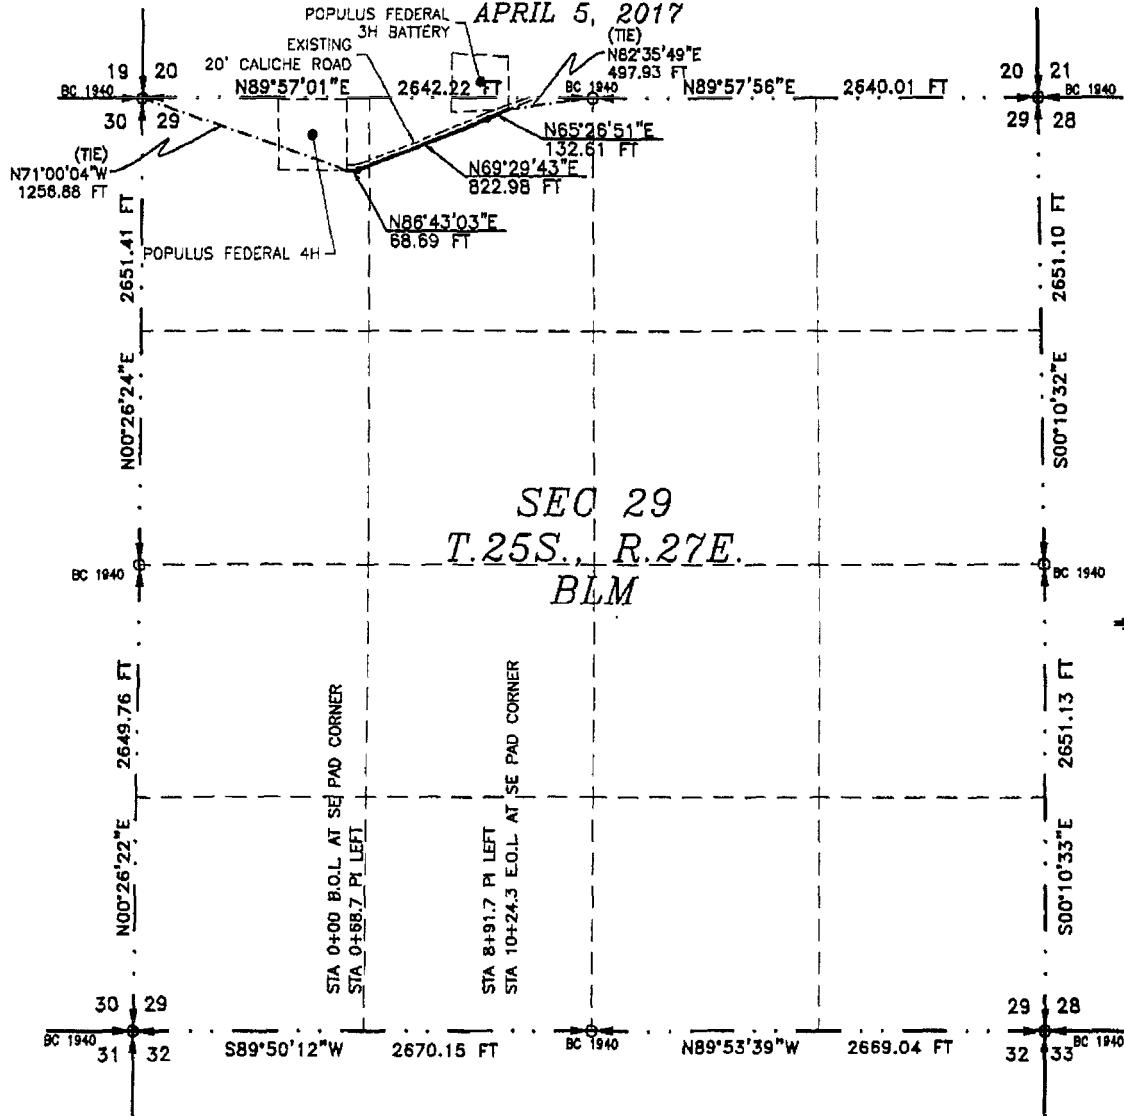 POPULUS FEDERAL
3H BATTERY
APRIL 5, 2017
(TIE)
N82°35'49"E
497.93 FT
EXISTING
20' CALICHE ROAD
19 20
BC 1940
30 29
N89°57'01"E 2642.22 FT
BC 1940
N89°57'56"E 2640.01 FT
20 21
BC 1940
29 28
(TIE)
N71°00'04"W
1256.88 FT
N65°26'51"E
132.61 FT
N69°29'43"E
822.98 FT
N86°43'03"E
68.69 FT
POPULUS FEDERAL 4H
2651.41 FT
N00°26'24"E
2651.10 FT
S00°10'32"E
SEC 29
T.25S., R.27E.
BLM
BC 1940
BC 1940
2649.76 FT
N00°26'22"E
STA 0+00 B.O.L. AT SE PAD CORNER
STA 0+68.7 PI LEFT
STA 8+91.7 PI LEFT
STA 10+24.3 E.O.L. AT SE PAD CORNER
2651.13 FT
S00°10'33"E
30 29
BC 1940
31 32
S89°50'12"W 2670.15 FT
BC 1940
N89°53'39"W 2669.04 FT
29 28
BC 1940
32 33